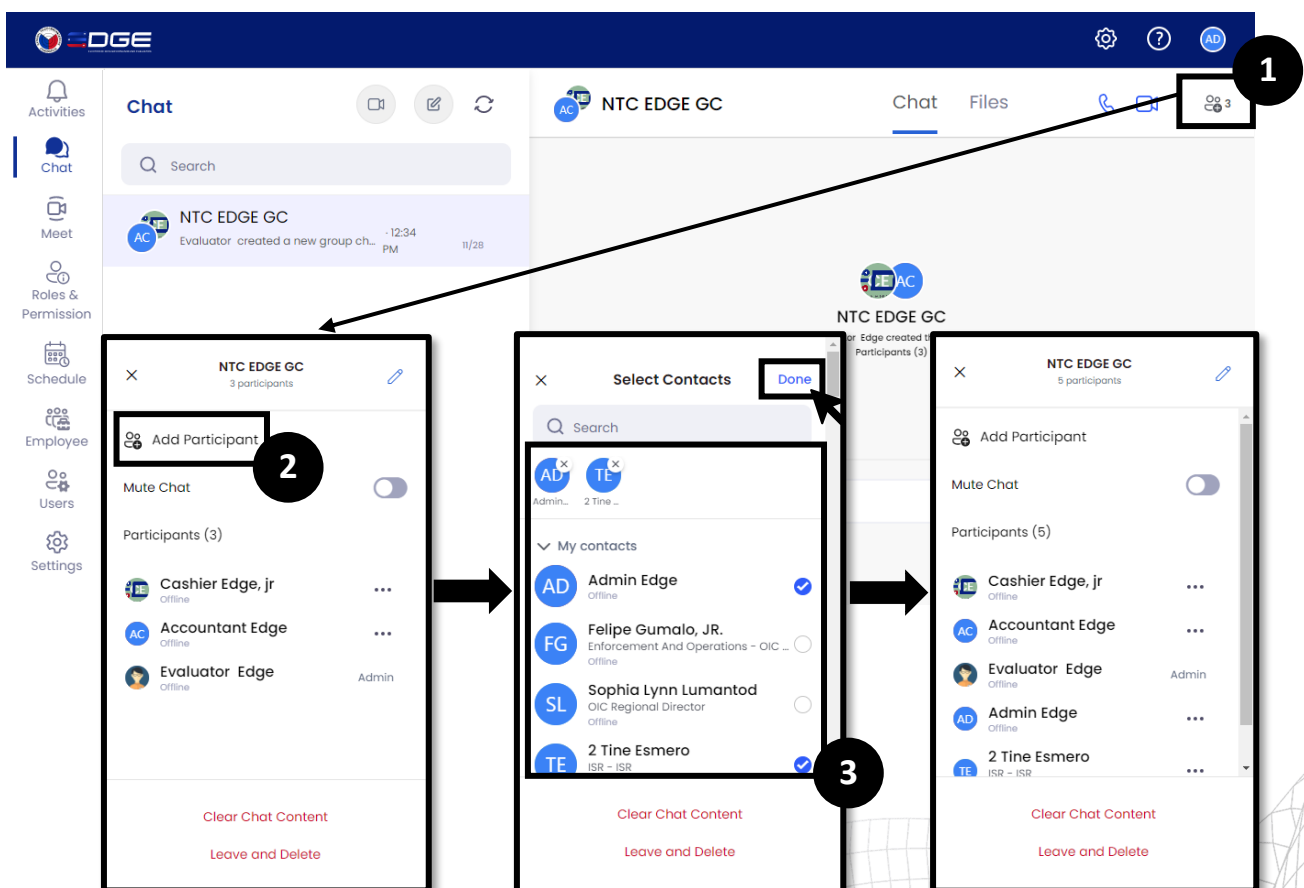 EDGE
AD
1
Activities
Chat
Meet
Roles &
Permission
Schedule
Employee
Users
Settings
Chat
Search
AC
NTC EDGE GC
Evaluator created a new group ch... - 12:34
PM
11/28
AC
NTC EDGE GC
Chat
Files
3
CE
AC
NTC EDGE GC
or Edge created th
Participants (3)
NTC EDGE GC
3 participants
Add Participant
2
Mute Chat
Participants (3)
Cashier Edge, jr
Offline
AC
Accountant Edge
Offline
Evaluator Edge
Offline
Admin
Clear Chat Content
Leave and Delete
Select Contacts
Done
Search
AD
TE
Admin...
2 Tine ...
My contacts
AD
Admin Edge
Offline
FG
Felipe Gumalo, JR.
Enforcement And Operations - OIC ...
Offline
SL
Sophia Lynn Lumantod
OIC Regional Director
Offline
TE
2 Tine Esmero
ISR - ISR
3
Clear Chat Content
Leave and Delete
NTC EDGE GC
5 participants
Add Participant
Mute Chat
Participants (5)
Cashier Edge, jr
Offline
AC
Accountant Edge
Offline
Evaluator Edge
Offline
Admin
AD
Admin Edge
Offline
TE
2 Tine Esmero
ISR - ISR
Clear Chat Content
Leave and Delete